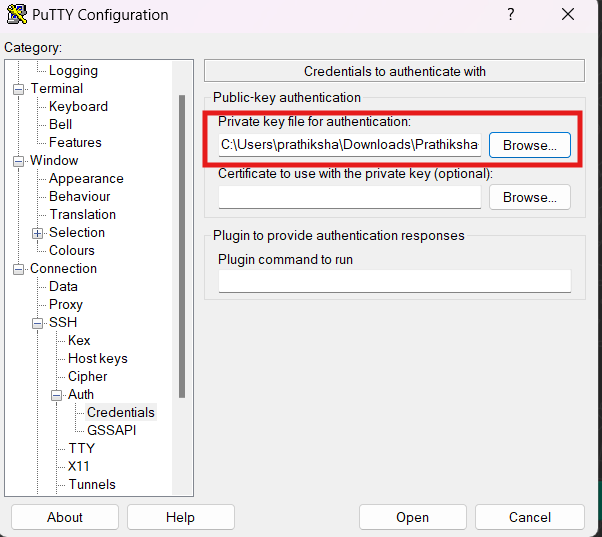 PuTTY Configuration ? ×
Category:
Logging
Terminal
Keyboard
Bell
Features
Window
Appearance
Behaviour
Translation
Selection
Colours
Connection
Data
Proxy
SSH
Kex
Host keys
Cipher
Auth
Credentials
GSSAPI
TTY
X11
Tunnels
Credentials to authenticate with
Public-key authentication
Private key file for authentication:
C:\Users\prathiksha\Downloads\Prathiksha Browse...
Certificate to use with the private key (optional):
Browse...
Plugin to provide authentication responses
Plugin command to run
About Help Open Cancel